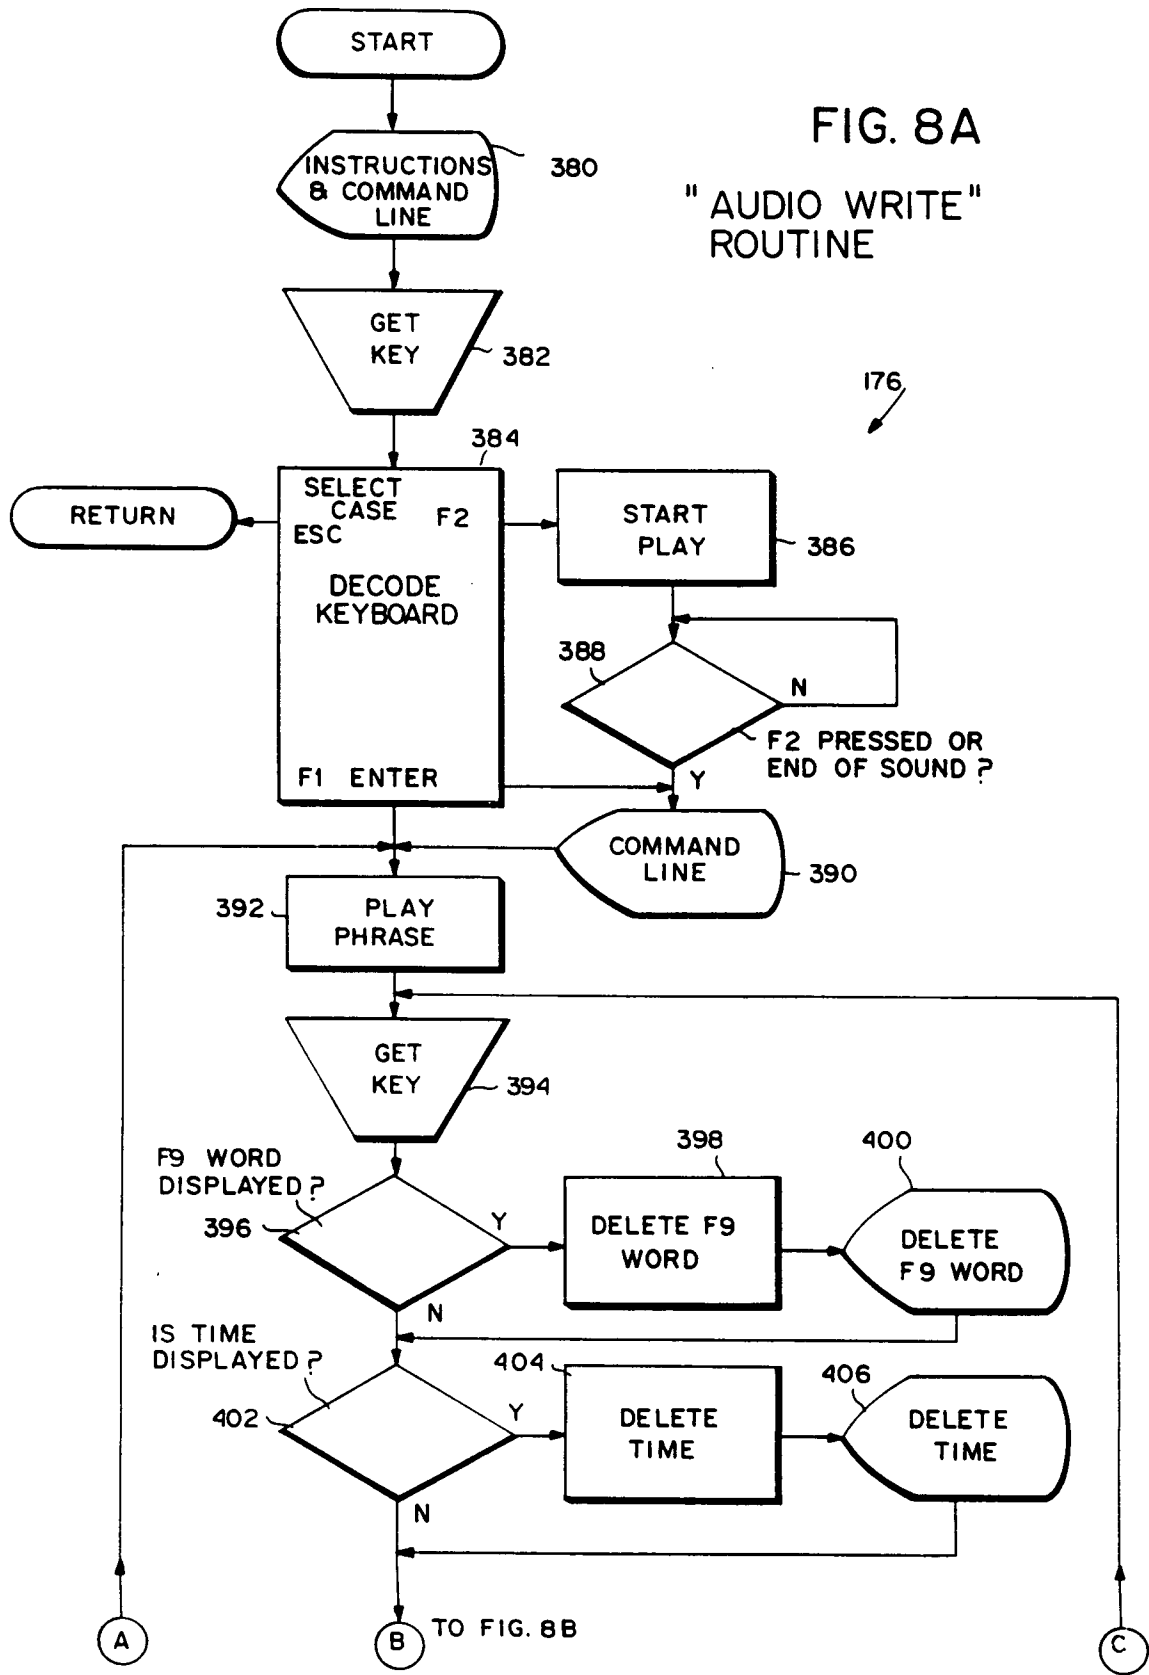 START
FIG. 8A
INSTRUCTIONS
& COMMAND
LINE
380
"AUDIO WRITE"
ROUTINE
GET
KEY
382
176
384
RETURN
SELECT
CASE
ESC
F2
DECODE
KEYBOARD
F1 ENTER
START
PLAY
386
388
N
F2 PRESSED OR
END OF SOUND?
Y
COMMAND
LINE
390
392
PLAY
PHRASE
GET
KEY
394
F9 WORD
DISPLAYED?
396
Y
N
398
DELETE F9
WORD
400
DELETE
F9 WORD
IS TIME
DISPLAYED?
402
Y
N
404
DELETE
TIME
406
DELETE
TIME
A
B
TO FIG. 8B
C